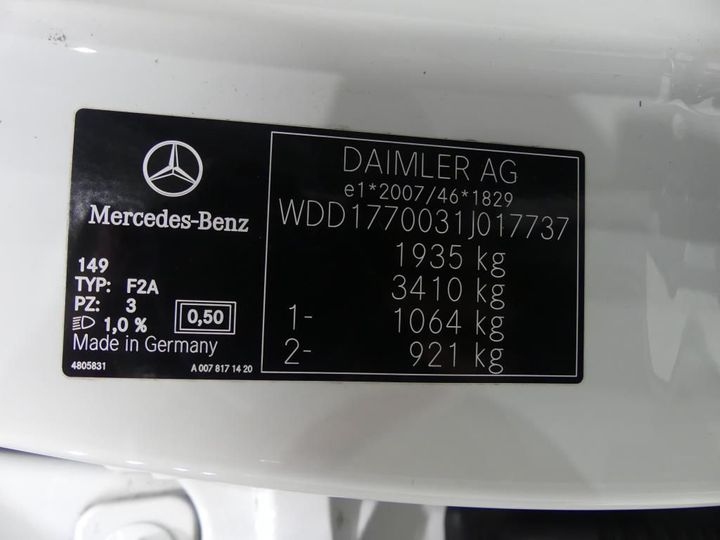 Mercedes-Benz
149
TYP: F2A
PZ: 3
1,0 %
0,50
Made in Germany
4805831
A 007 817 14 20
DAIMLER AG
e1*2007/46*1829
WDD1770031J017737
1935 kg
3410 kg
1- 1064 kg
2- 921 kg